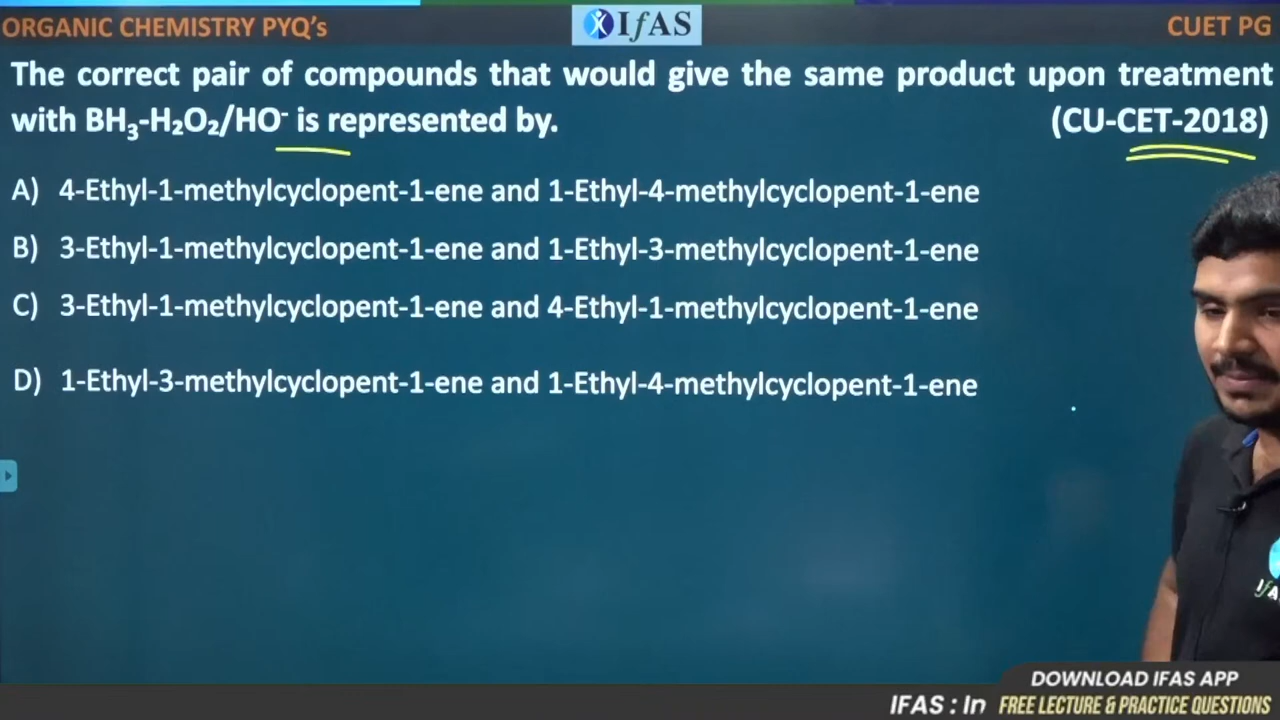 ORGANIC CHEMISTRY PYQ's
IfAS
CUET PG
The correct pair of compounds that would give the same product upon treatment
with BH₃-H₂O₂/HO⁻ is represented by. (CU-CET-2018)
A) 4-Ethyl-1-methylcyclopent-1-ene and 1-Ethyl-4-methylcyclopent-1-ene
B) 3-Ethyl-1-methylcyclopent-1-ene and 1-Ethyl-3-methylcyclopent-1-ene
C) 3-Ethyl-1-methylcyclopent-1-ene and 4-Ethyl-1-methylcyclopent-1-ene
D) 1-Ethyl-3-methylcyclopent-1-ene and 1-Ethyl-4-methylcyclopent-1-ene
DOWNLOAD IFAS APP
IFAS : In FREE LECTURE & PRACTICE QUESTIONS